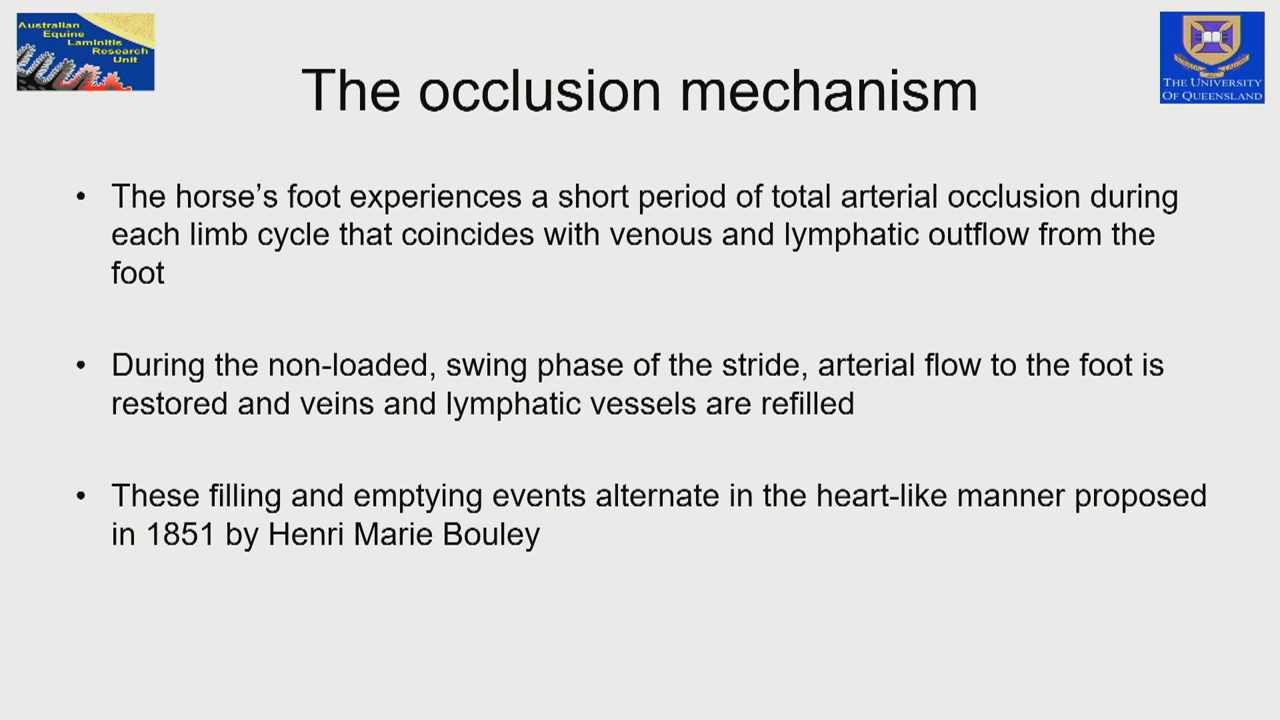 Australian
Equine
Laminitis
Research
Unit
THE UNIVERSITY
OF QUEENSLAND
The occlusion mechanism
• The horse’s foot experiences a short period of total arterial occlusion during
each limb cycle that coincides with venous and lymphatic outflow from the
foot
• During the non-loaded, swing phase of the stride, arterial flow to the foot is
restored and veins and lymphatic vessels are refilled
• These filling and emptying events alternate in the heart-like manner proposed
in 1851 by Henri Marie Bouley